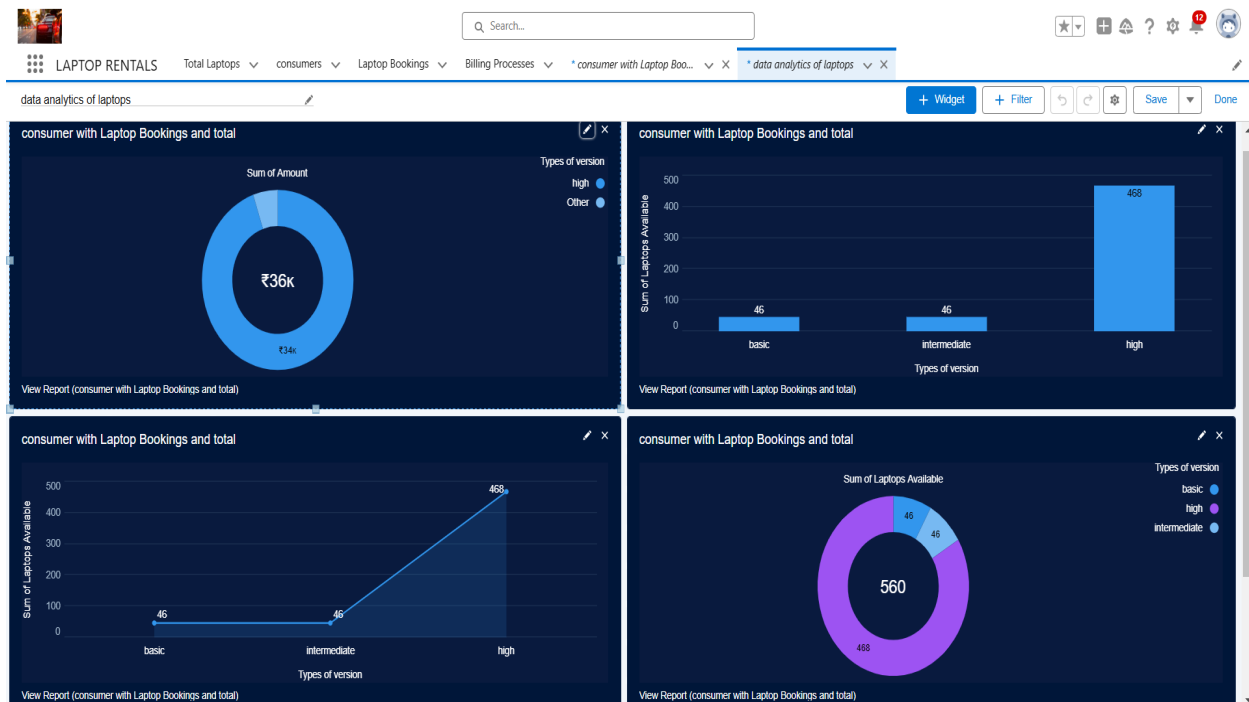 Search...
12
LAPTOP RENTALS Total Laptops consumers Laptop Bookings Billing Processes * consumer with Laptop Boo... * data analytics of laptops
data analytics of laptops + Widget + Filter Save Done
consumer with Laptop Bookings and total
Sum of Amount
Types of version
high
Other
₹36K
₹34K
View Report (consumer with Laptop Bookings and total)
consumer with Laptop Bookings and total
Sum of Laptops Available
500
400
300
200
100
0
46
46
468
basic intermediate high
Types of version
View Report (consumer with Laptop Bookings and total)
consumer with Laptop Bookings and total
Sum of Laptops Available
500
400
300
200
100
0
46
46
468
basic intermediate high
Types of version
View Report (consumer with Laptop Bookings and total)
consumer with Laptop Bookings and total
Sum of Laptops Available
Types of version
basic
high
intermediate
46
46
560
468
View Report (consumer with Laptop Bookings and total)